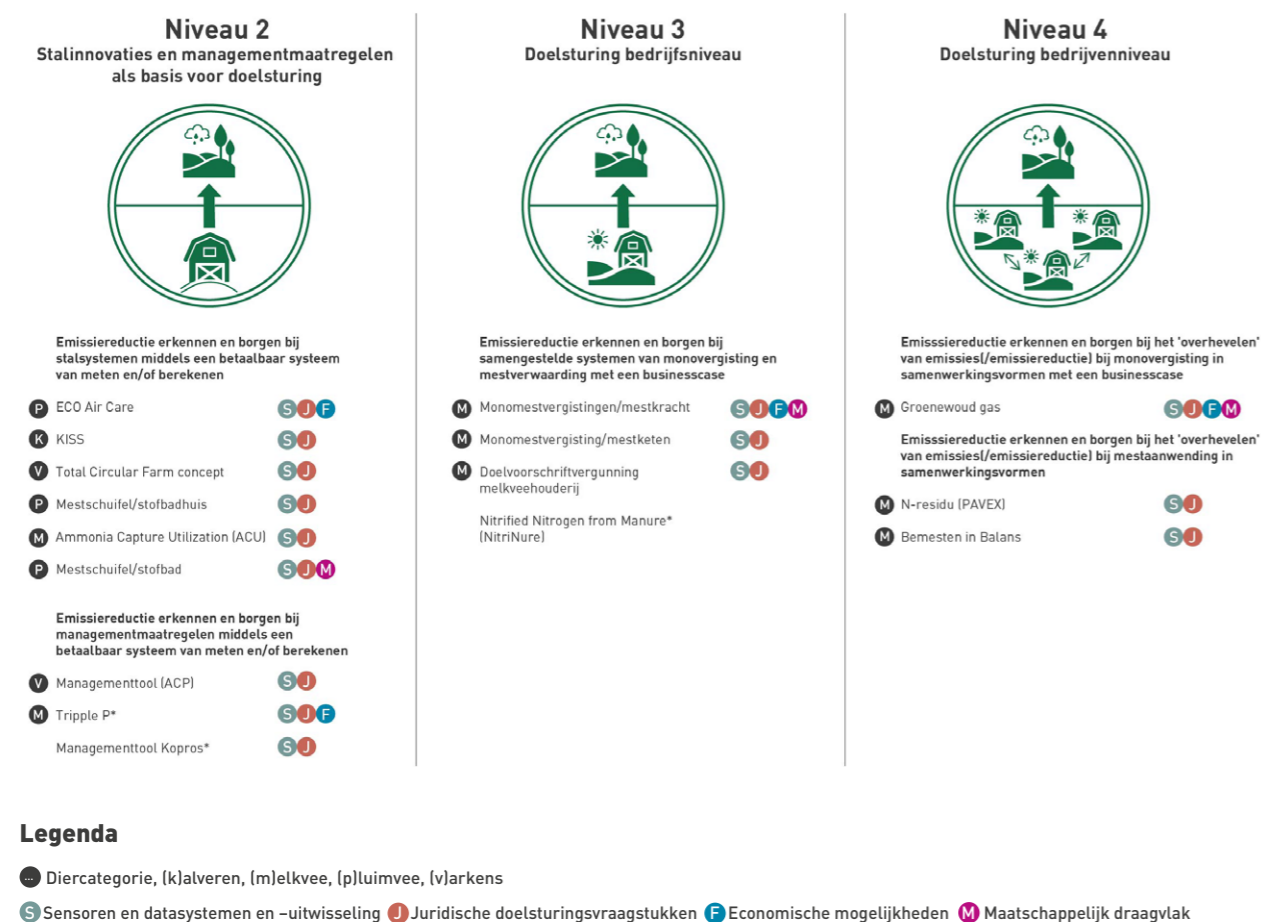 Niveau 2
Stalinnovaties en managementmaatregelen
als basis voor doelsturing
Emissiereductie erkennen en borgen bij
stalsystemen middels een betaalbaar systeem
van meten en/of berekenen
P ECO Air Care S J F
K KISS S J
V Total Circular Farm concept S J
P Mestschuifel/stofbadhuis S J
M Ammonia Capture Utilization (ACU) S J
P Mestschuifel/stofbad S J M
Emissiereductie erkennen en borgen bij
managementmaatregelen middels een
betaalbaar systeem van meten en/of berekenen
V Managementtool (ACP) S J
M Tripple P* S J F
Managementtool Kopros* S J
Niveau 3
Doelsturing bedrijfsniveau
Emissiereductie erkennen en borgen bij
samengestelde systemen van monovergisting en
mestverwaarding met een businesscase
M Monomestvergistingen/mestkracht S J F M
M Monomestvergisting/mestketen S J
M Doelvoorschriftvergunning S J
melkveehouderij
Nitrified Nitrogen from Manure*
(NitriNure)
Niveau 4
Doelsturing bedrijvenniveau
Emisssiereductie erkennen en borgen bij het 'overhevelen'
van emissies(/emissiereductie) bij monovergisting in
samenwerkingsvormen met een businesscase
M Groenewoud gas S J F M
Emisssiereductie erkennen en borgen bij het 'overhevelen'
van emissies(/emissiereductie) bij mestaanwending in
samenwerkingsvormen
M N-residu (PAVEX) S J
M Bemesten in Balans S J
Legenda
... Diercategorie, (k)alveren, (m)elkvee, (p)luimvee, (v)arkens
S Sensoren en datasystemen en –uitwisseling J Juridische doelsturingsvraagstukken F Economische mogelijkheden M Maatschappelijk draagvlak